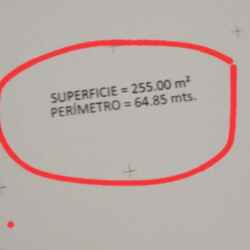 SUPERFICIE = 255.00 m²
PERÍMETRO = 64.85 mts.